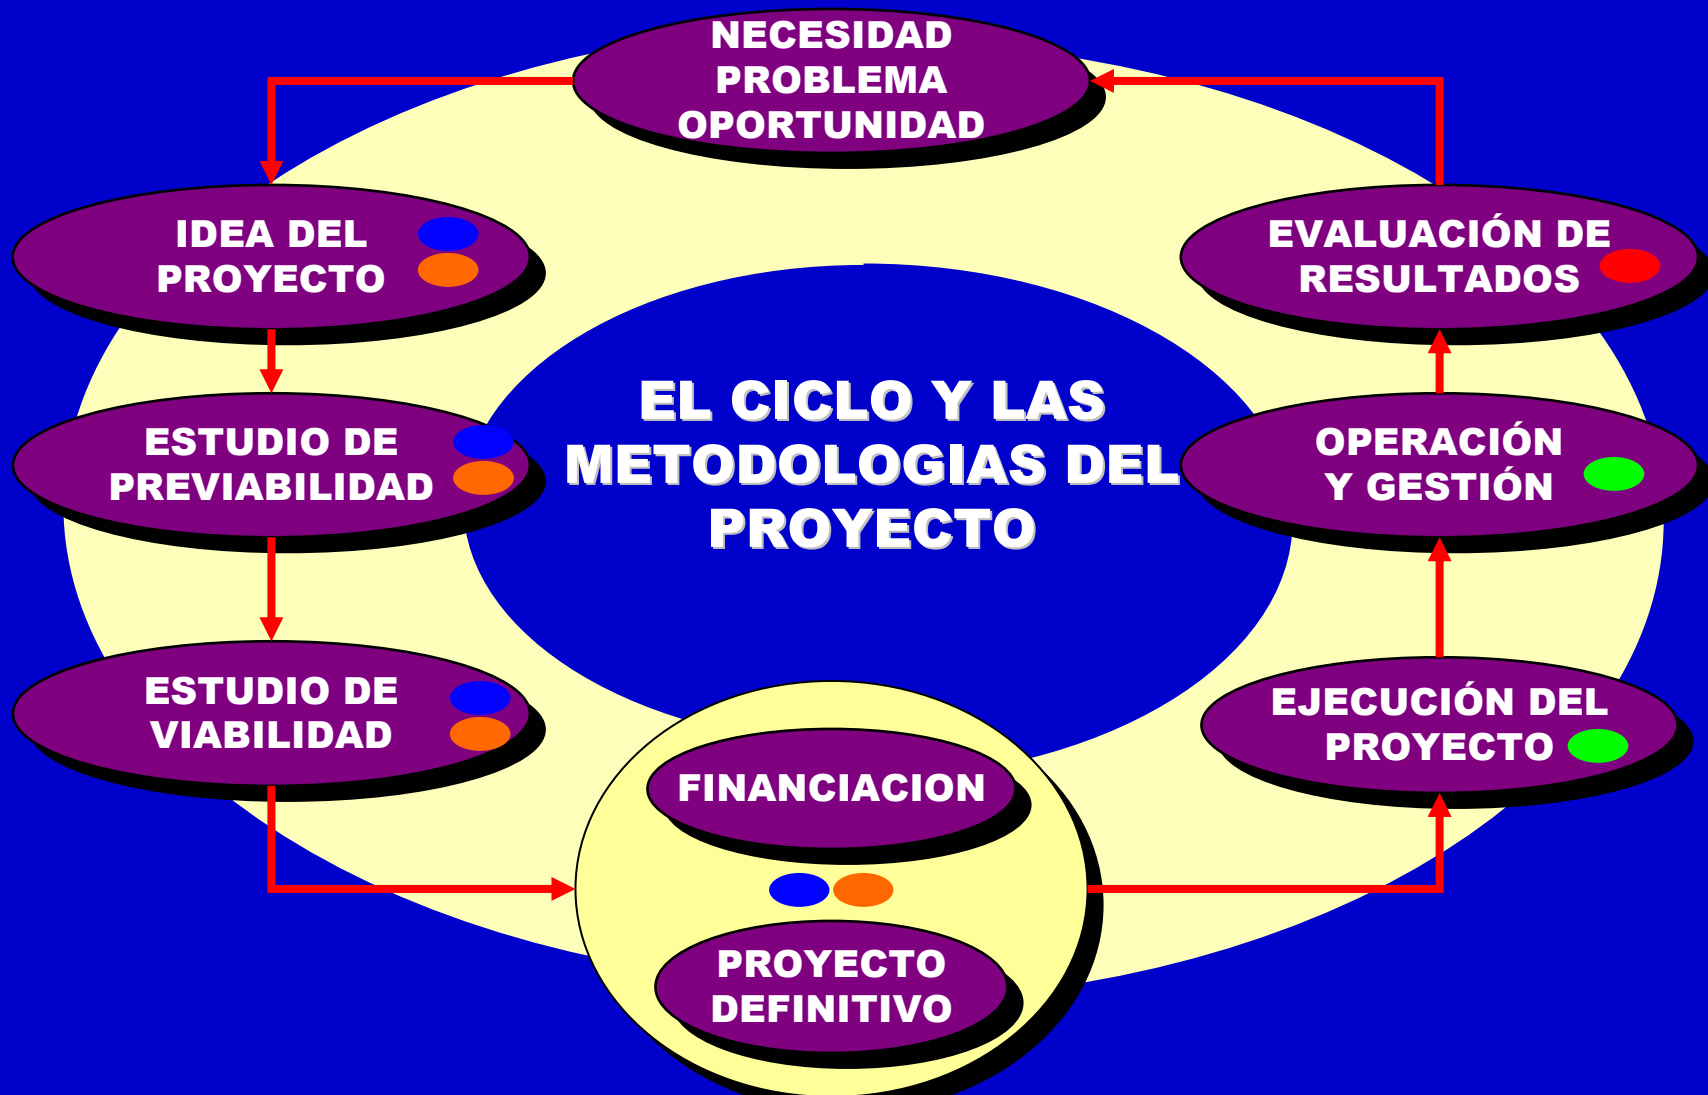 NECESIDAD
PROBLEMA
OPORTUNIDAD
IDEA DEL
PROYECTO
ESTUDIO DE
PREVIABILIDAD
ESTUDIO DE
VIABILIDAD
EL CICLO Y LAS
METODOLOGIAS DEL
PROYECTO
FINANCIACION
PROYECTO
DEFINITIVO
EJECUCIÓN DEL
PROYECTO
OPERACIÓN
Y GESTIÓN
EVALUACIÓN DE
RESULTADOS